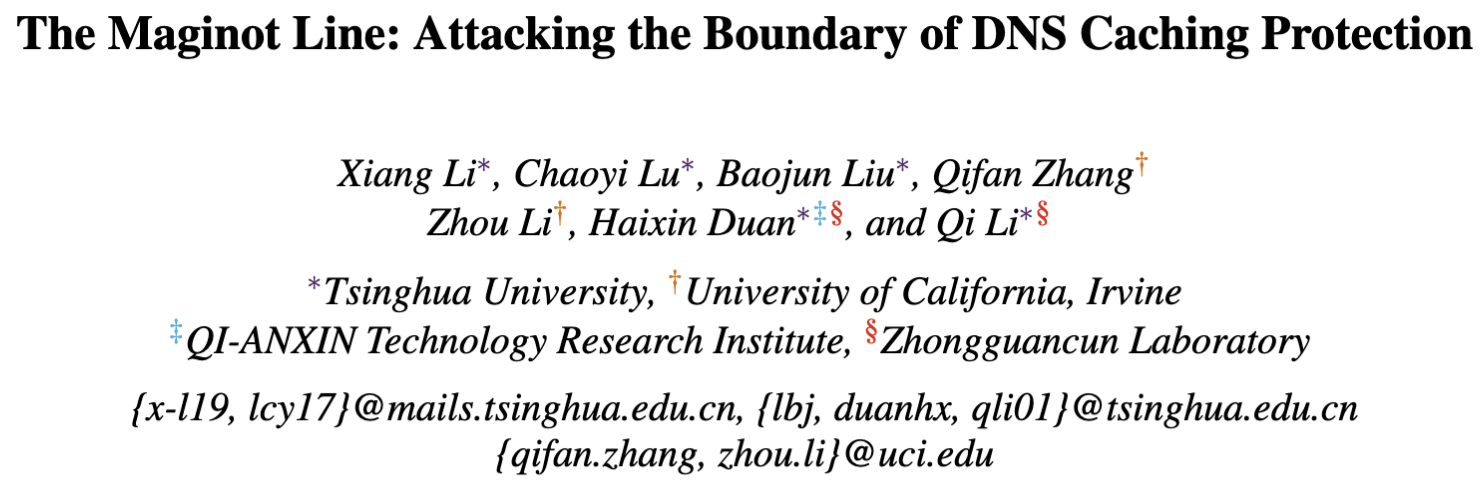 The Maginot Line: Attacking the Boundary of DNS Caching Protection
Xiang Li*, Chaoyi Lu*, Baojun Liu*, Qifan Zhang†
Zhou Li†, Haixin Duan*‡§, and Qi Li*§
*Tsinghua University, †University of California, Irvine
‡QI-ANXIN Technology Research Institute, §Zhongguancun Laboratory
{x-l19, lcy17}@mails.tsinghua.edu.cn, {lbj, duanhx, qli01}@tsinghua.edu.cn
{qifan.zhang, zhou.li}@uci.edu